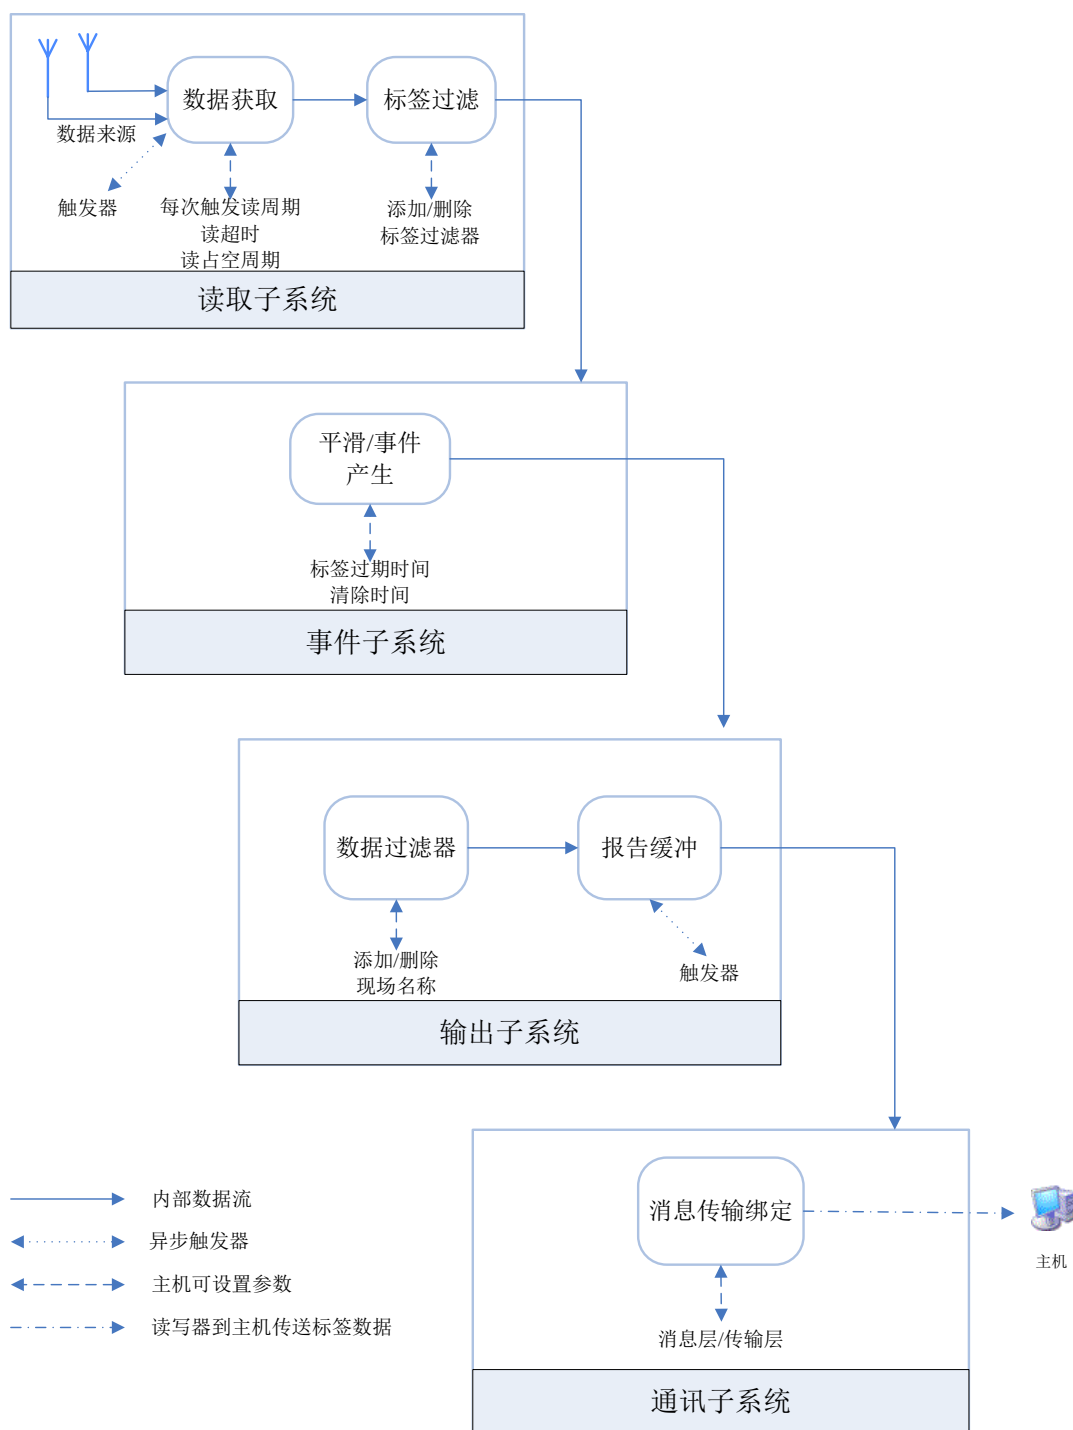 数据获取
标签过滤
数据来源
触发器
每次触发读周期
读超时
读占空周期
添加/删除
标签过滤器
读取子系统
平滑/事件
产生
标签过期时间
清除时间
事件子系统
数据过滤器
报告缓冲
添加/删除
现场名称
触发器
输出子系统
消息传输绑定
主机
消息层/传输层
通讯子系统
内部数据流
异步触发器
主机可设置参数
读写器到主机传送标签数据